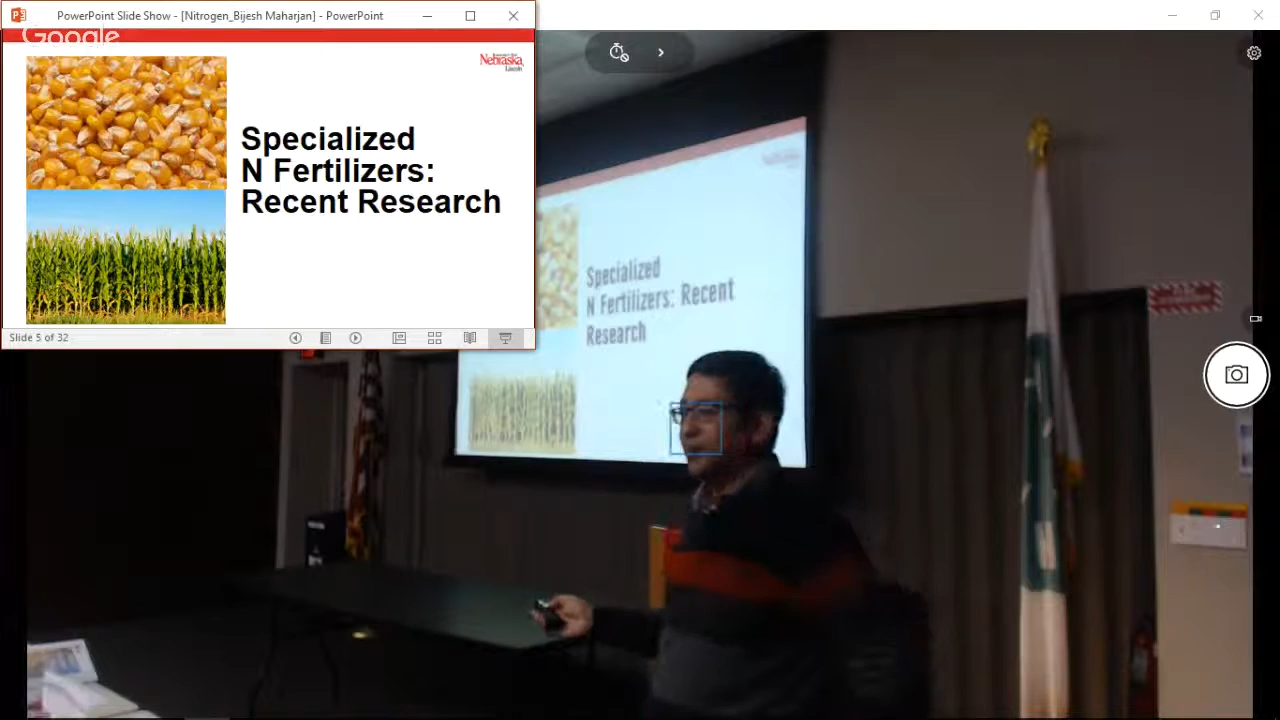 PowerPoint Slide Show - [Nitrogen_Bijesh Maharjan] - PowerPoint
Google
Nebraska
Lincoln
Specialized
N Fertilizers:
Recent Research
Slide 5 of 32
Specialized
N Fertilizers: Recent
Research